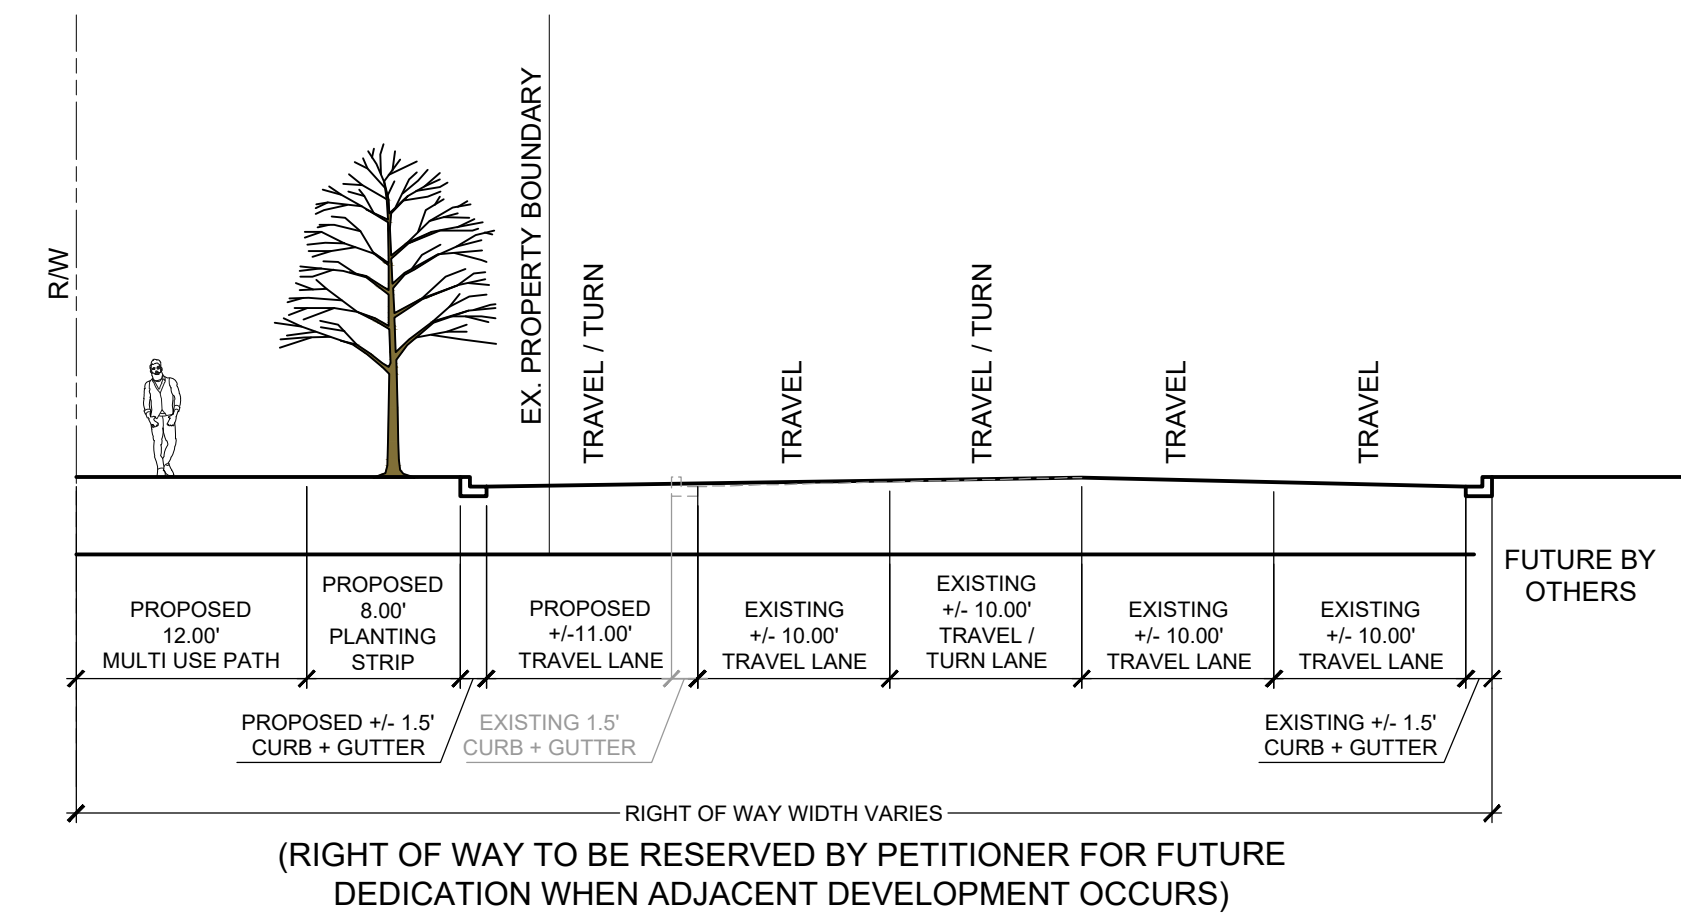 R/W
EX. PROPERTY BOUNDARY
TRAVEL / TURN
TRAVEL
TRAVEL / TURN
TRAVEL
TRAVEL
PROPOSED
12.00'
MULTI USE PATH
PROPOSED
8.00'
PLANTING
STRIP
PROPOSED
+/-11.00'
TRAVEL LANE
EXISTING
+/- 10.00'
TRAVEL LANE
EXISTING
+/- 10.00'
TRAVEL /
TURN LANE
EXISTING
+/- 10.00'
TRAVEL LANE
EXISTING
+/- 10.00'
TRAVEL LANE
FUTURE BY
OTHERS
PROPOSED +/- 1.5'
CURB + GUTTER
EXISTING 1.5'
CURB + GUTTER
EXISTING +/- 1.5'
CURB + GUTTER
RIGHT OF WAY WIDTH VARIES
(RIGHT OF WAY TO BE RESERVED BY PETITIONER FOR FUTURE
DEDICATION WHEN ADJACENT DEVELOPMENT OCCURS)